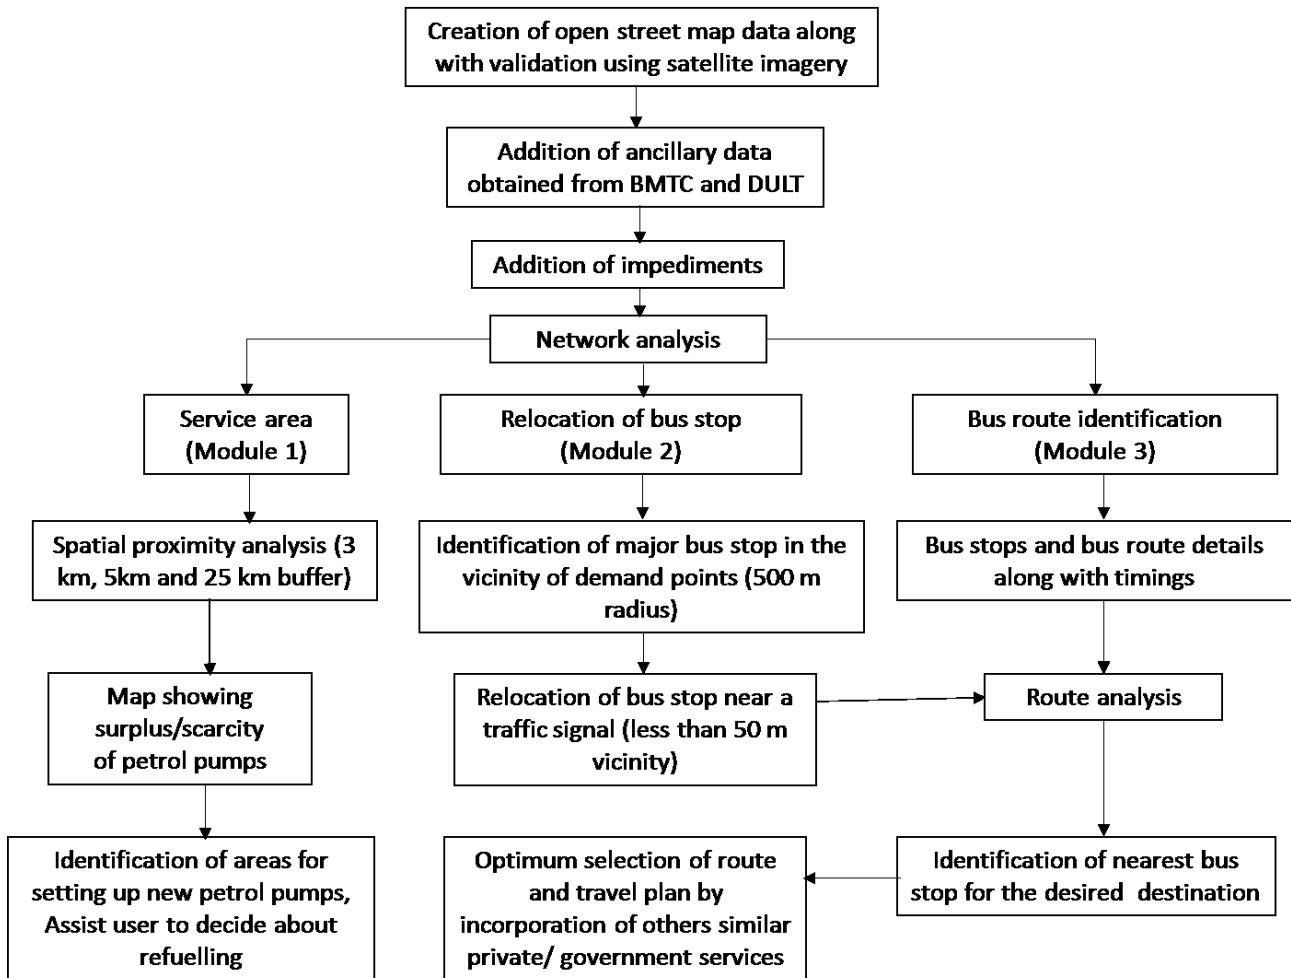 Creation of open street map data along
with validation using satellite imagery
Addition of ancillary data
obtained from BMTC and DULT
Addition of impediments
Network analysis
Service area
(Module 1)
Relocation of bus stop
(Module 2)
Bus route identification
(Module 3)
Spatial proximity analysis (3
km, 5km and 25 km buffer)
Identification of major bus stop in the
vicinity of demand points (500 m
radius)
Bus stops and bus route details
along with timings
Map showing
surplus/scarcity
of petrol pumps
Relocation of bus stop near a
traffic signal (less than 50 m
vicinity)
Route analysis
Identification of areas for
setting up new petrol pumps,
Assist user to decide about
refuelling
Optimum selection of route
and travel plan by
incorporation of others similar
private/ government services
Identification of nearest bus
stop for the desired destination